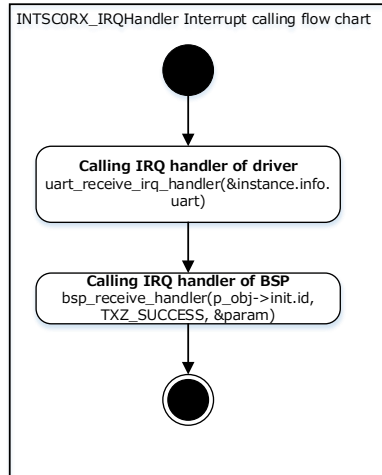 INTSC0RX_IRQHandler Interrupt calling flow chart
Calling IRQ handler of driver
uart_receive_irq_handler(&instance.info.
uart)
Calling IRQ handler of BSP
bsp_receive_handler(p_obj->init.id,
TXZ_SUCCESS, &param)